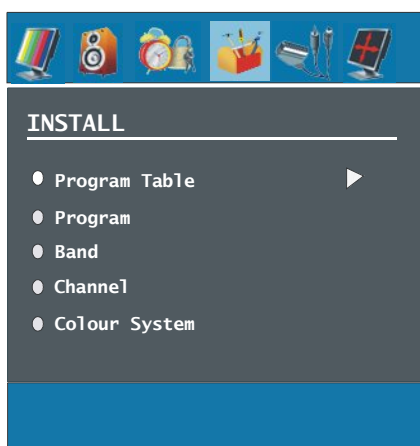 INSTALL
Program Table
Program
Band
Channel
Colour System